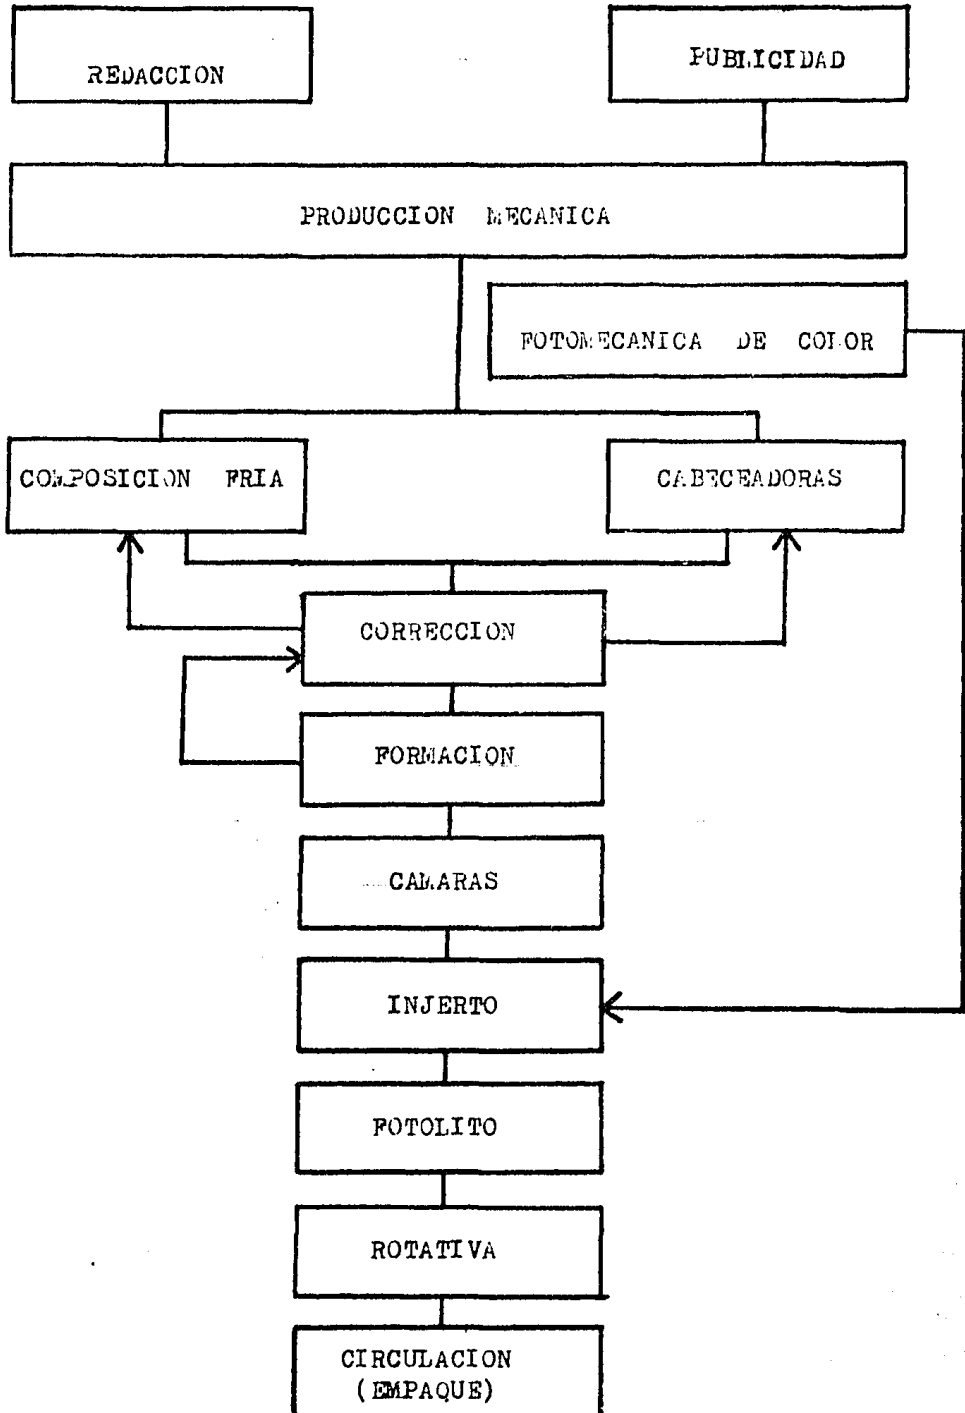 REDACCION
PUBLICIDAD
PRODUCCION MECANICA
FOTOMECANICA DE COLOR
COMPOSICION FRIA
CABECEADORAS
CORRECCION
FORMACION
CAMARAS
INJERTO
FOTOLITO
ROTATIVA
CIRCULACION
(EMPAQUE)